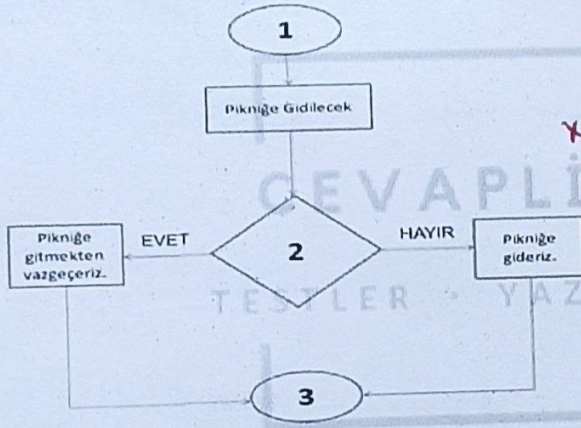 1
Pikniğe Gidilecek
CEVAPLI
EVET
2
HAYIR
Pikniğe
gitmekten
vazgeçeriz.
Pikniğe
gideriz.
TESTLER · YAZ
3